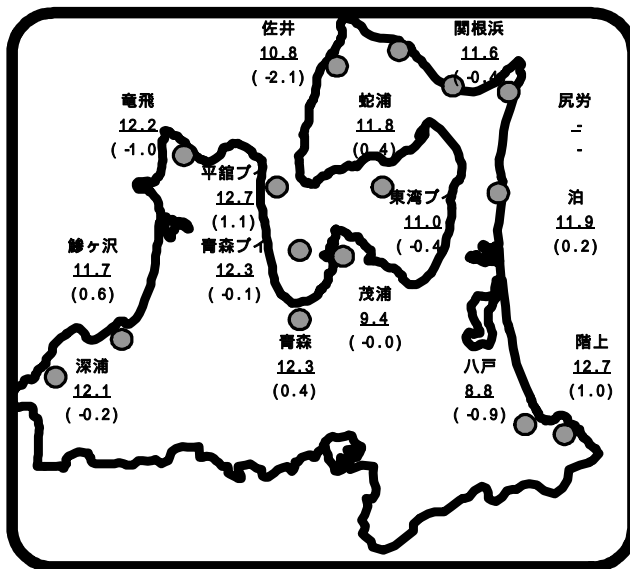 佐井
10.8
( -2.1)
関根浜
11.6
( -0.4
竜飛
12.2
( -1.0
蛇浦
11.8
(0.4)
尻労
-
-
平舘ブイ
12.7
(1.1)
東湾ブイ
11.0
( -0.4
泊
11.9
(0.2)
鰺ヶ沢
11.7
(0.6)
青森ブイ
12.3
( -0.1)
茂浦
9.4
( -0.0)
深浦
12.1
( -0.2)
青森
12.3
(0.4)
八戸
8.8
( -0.9)
階上
12.7
(1.0)